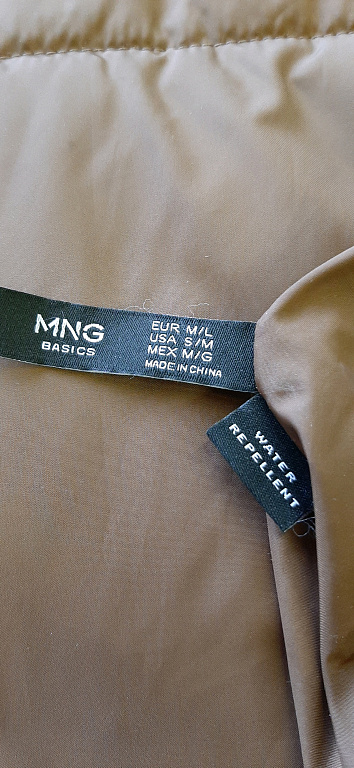 MNG
BASICS
EUR M/L
USA S/M
MEX M/G
MADE IN CHINA
WATER
REPELLENT